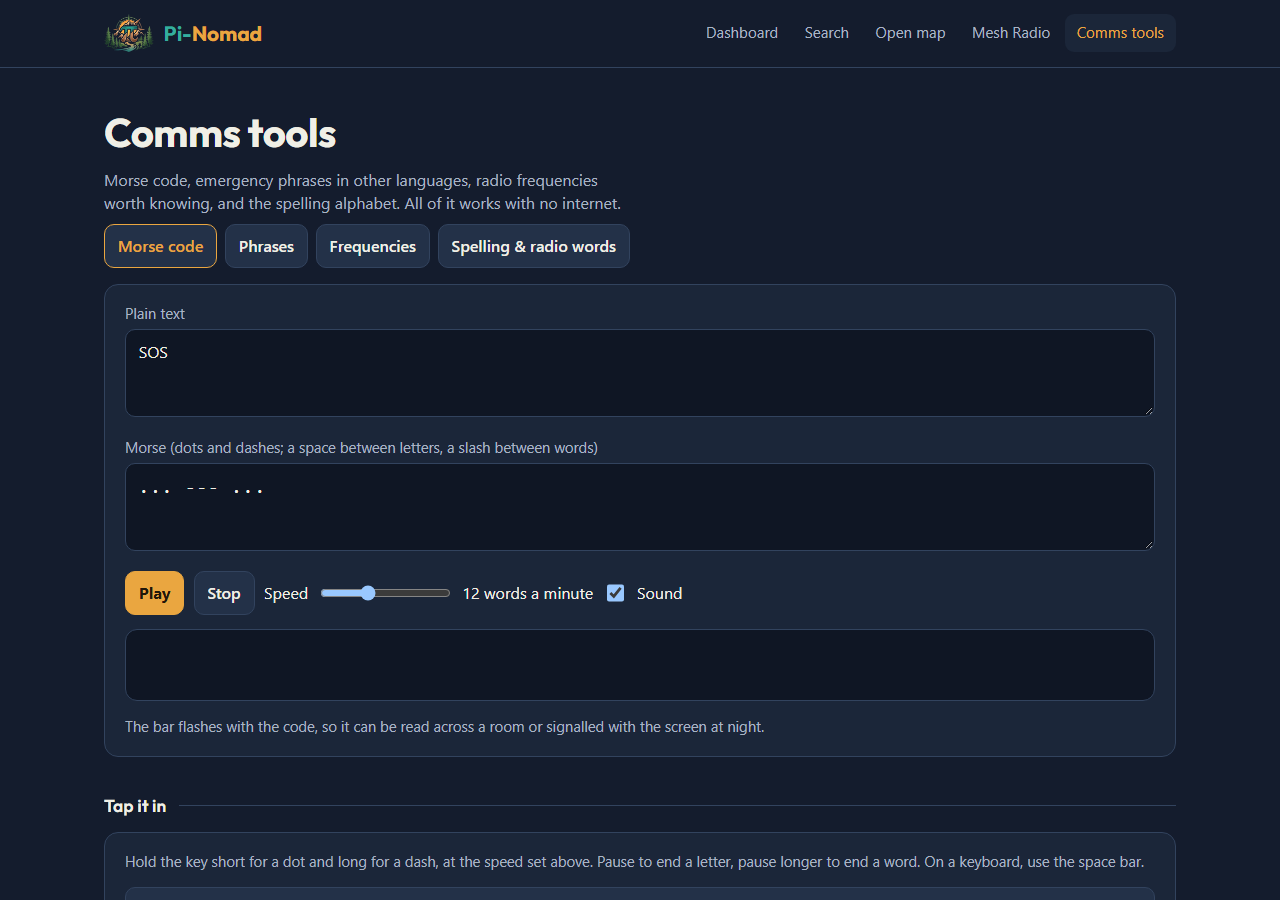 Pi-Nomad
Dashboard
Search
Open map
Mesh Radio
Comms tools
Comms tools
Morse code, emergency phrases in other languages, radio frequencies
worth knowing, and the spelling alphabet. All of it works with no internet.
Morse code
Phrases
Frequencies
Spelling & radio words
Plain text
SOS
Morse (dots and dashes; a space between letters, a slash between words)
... --- ...
Play
Stop
Speed
12 words a minute
Sound
The bar flashes with the code, so it can be read across a room or signalled with the screen at night.
Tap it in
Hold the key short for a dot and long for a dash, at the speed set above. Pause to end a letter, pause longer to end a word. On a keyboard, use the space bar.